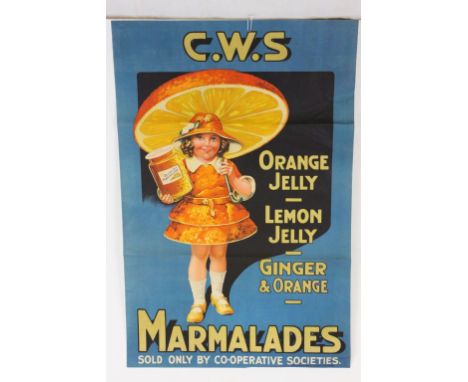 C.W.S
ORANGE
JELLY
—
LEMON
JELLY
—
GINGER
& ORANGE
—
MARMALADES
SOLD ONLY BY CO-OPERATIVE SOCIETIES.